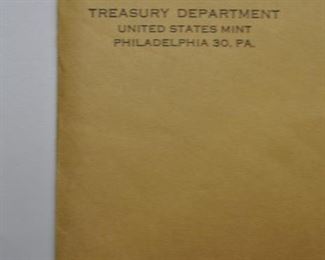 TREASURY DEPARTMENT
UNITED STATES MINT
PHILADELPHIA 30, PA.